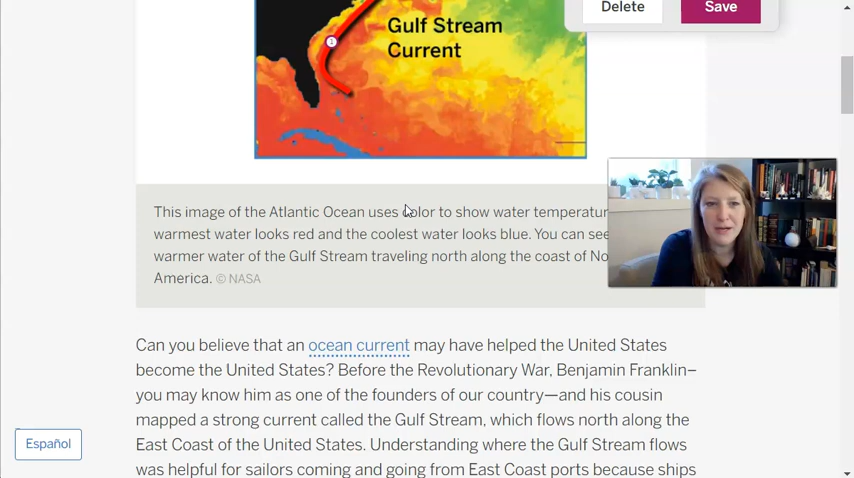 Delete Save
Gulf Stream
Current
1
This image of the Atlantic Ocean uses color to show water
warmest water looks red and the coolest water looks blue. You can see
warmer water of the Gulf Stream traveling north along the coast of
America. © NASA
Can you believe that an ocean current may have helped the United States
become the United States? Before the Revolutionary War, Benjamin Franklin–
you may know him as one of the founders of our country—and his cousin
mapped a strong current called the Gulf Stream, which flows north along the
East Coast of the United States. Understanding where the Gulf Stream flows
was helpful for sailors coming and going from East Coast ports because ships
Español